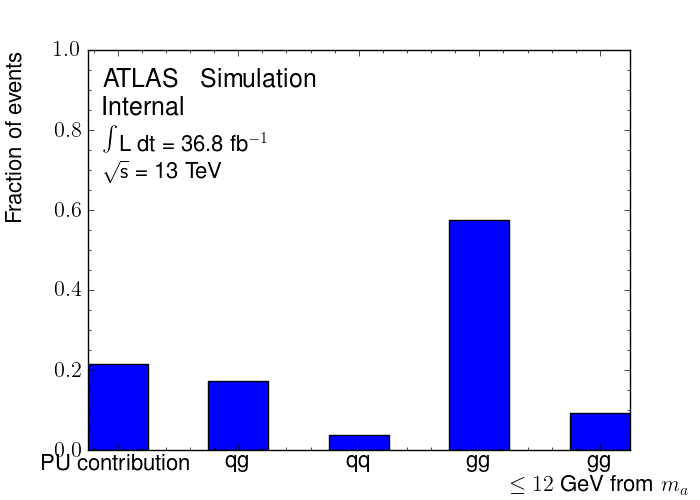 Fraction of events
1.0
0.8
0.6
0.4
0.2
0.0
ATLAS Simulation
Internal
∫L dt = 36.8 fb⁻¹
√s = 13 TeV
PU contribution qg qq gg gg
≤ 12 GeV from mₐ